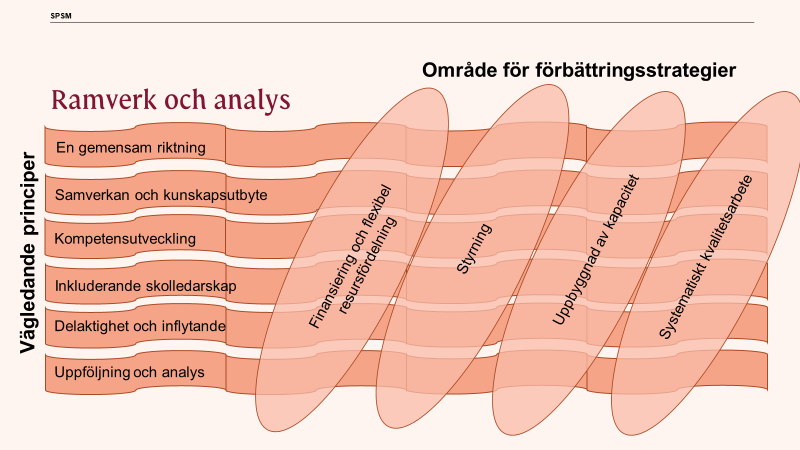 SPSM
Område för förbättringsstrategier
Ramverk och analys
Vägledande principer
En gemensam riktning
Samverkan och kunskapsutbyte
Kompetensutveckling
Inkluderande skolledarskap
Delaktighet och inflytande
Uppföljning och analys
Finansiering och flexibel
resursfördelning
Styrning
Uppbyggnad av kapacitet
Systematiskt kvalitetsarbete